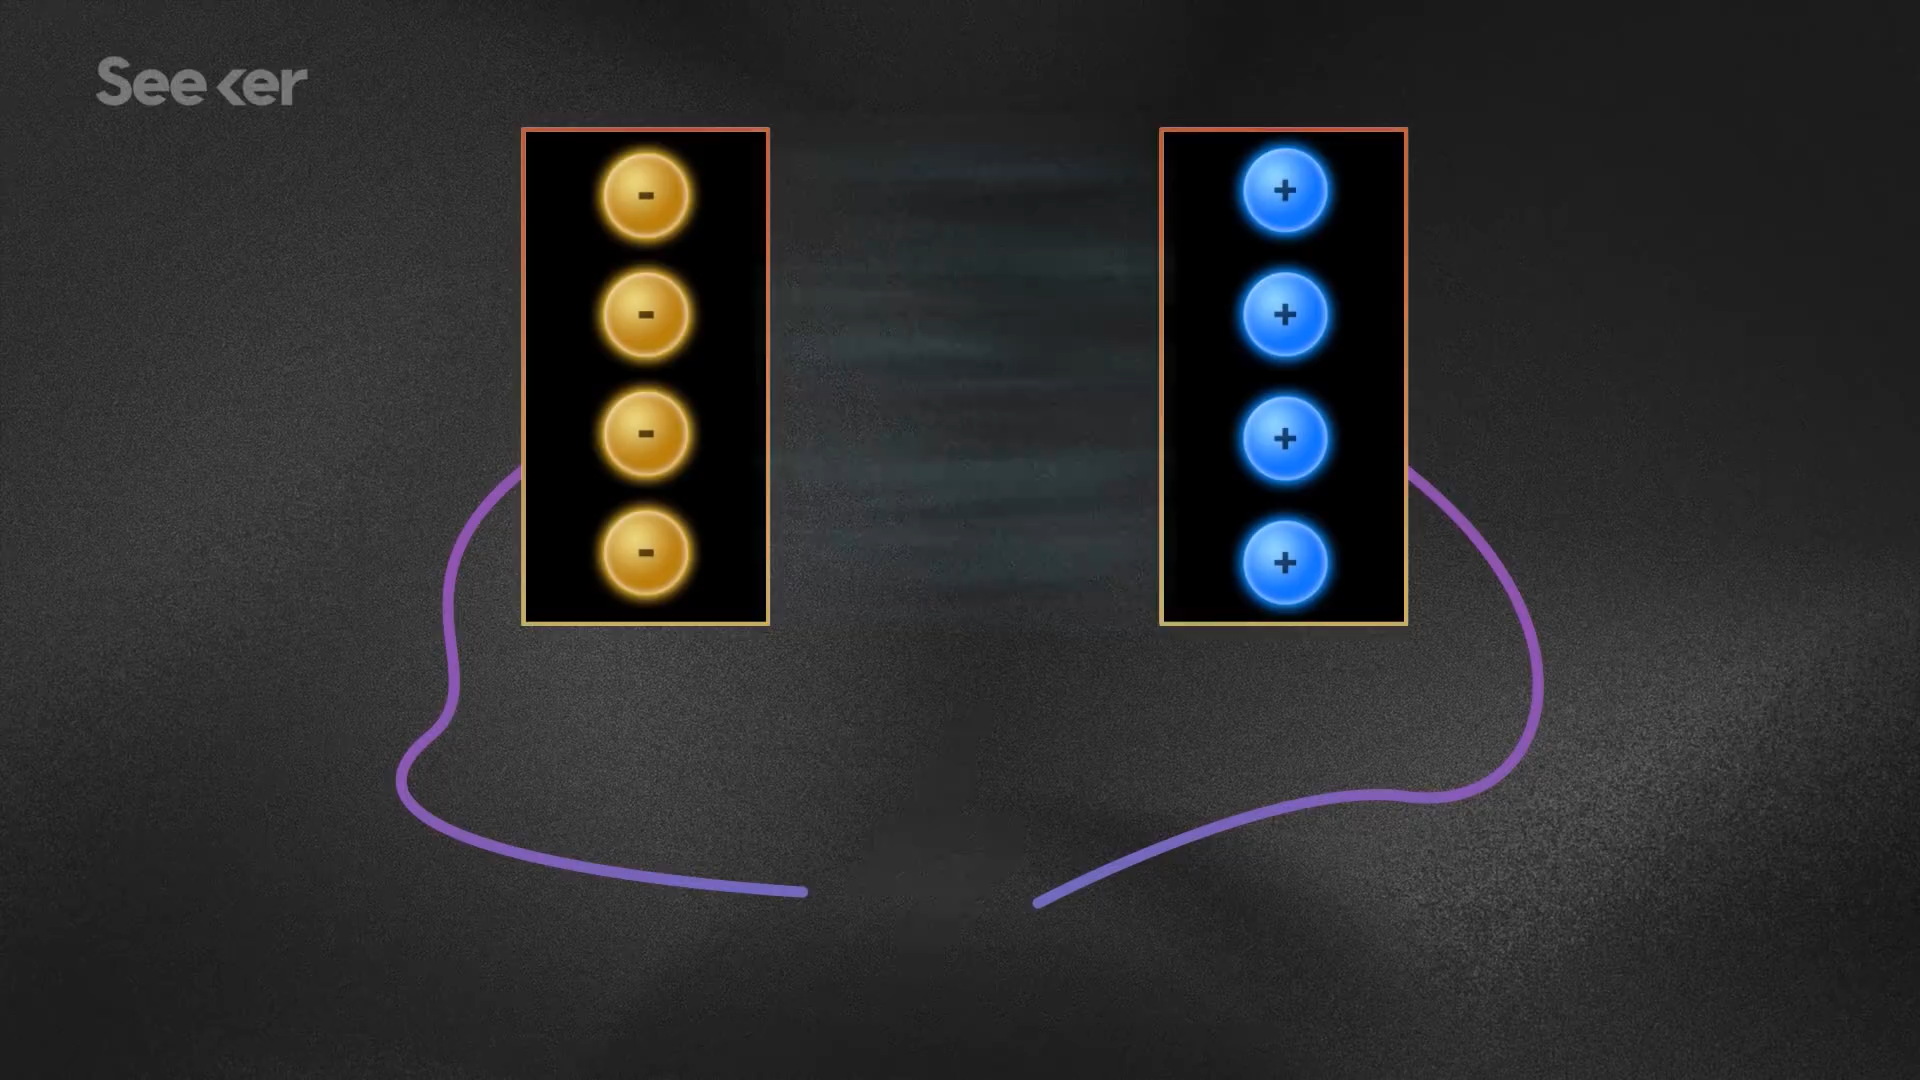 Seeker
- +
- +
- +
- +